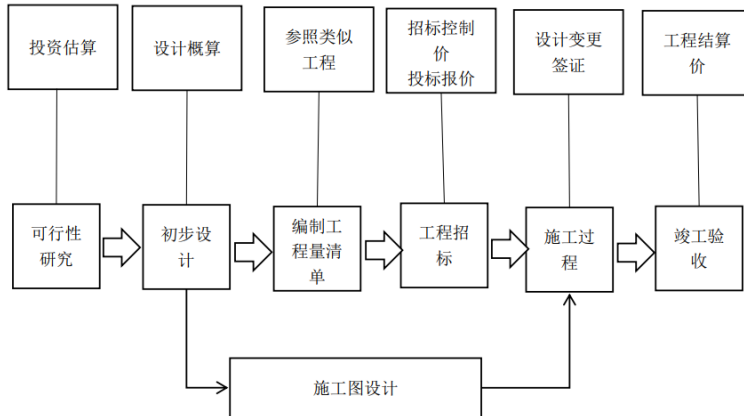 投资估算
设计概算
参照类似
工程
招标控制
价
投标报价
设计变更
签证
工程结算
价
可行性
研究
初步设
计
编制工
程量清
单
工程招
标
施工过
程
竣工验
收
施工图设计